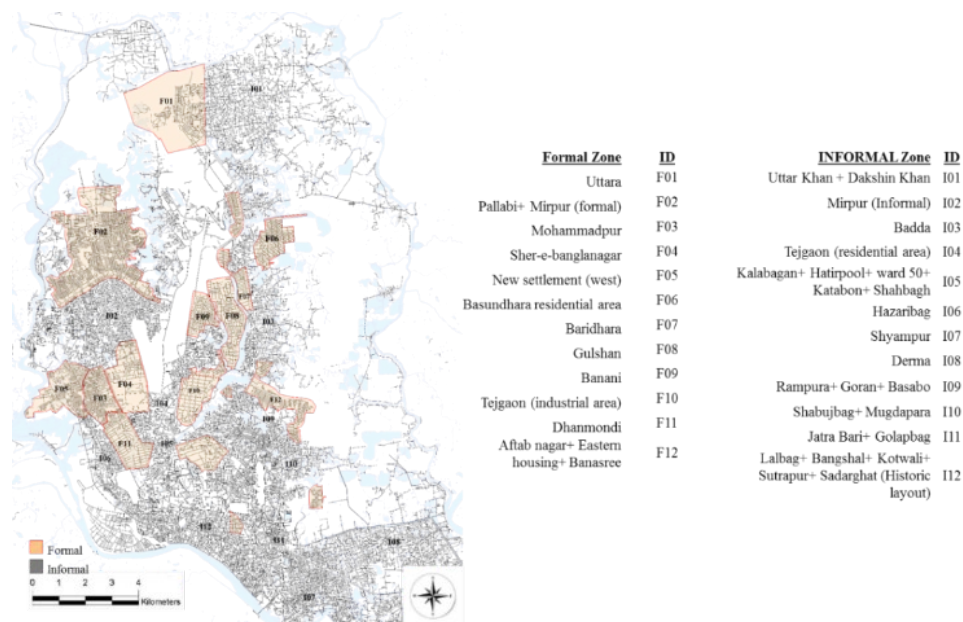 F01
I01
F02
F06
F07
I02
F09
F08
I03
F05
F04
F03
F10
F12
I04
I09
F11
I05
I06
I10
I12
I11
I08
I07
Formal
Informal
0 1 2 3 4
Kilometers
Formal Zone ID
Uttara F01
Pallabi+ Mirpur (formal) F02
Mohammadpur F03
Sher-e-banglanagar F04
New settlement (west) F05
Basundhara residential area F06
Baridhara F07
Gulshan F08
Banani F09
Tejgaon (industrial area) F10
Dhanmondi F11
Aftab nagar+ Eastern
housing+ Banasree F12
INFORMAL Zone ID
Uttar Khan + Dakshin Khan I01
Mirpur (Informal) I02
Badda I03
Tejgaon (residential area) I04
Kalabagan+ Hatirpool+ ward 50+
Katabon+ Shahbagh I05
Hazaribag I06
Shyampur I07
Derma I08
Rampura+ Goran+ Basabo I09
Shabujbag+ Mugdapara I10
Jatra Bari+ Golapbag I11
Lalbag+ Bangshal+ Kotwali+
Sutrapur+ Sadarghat (Historic I12
layout)